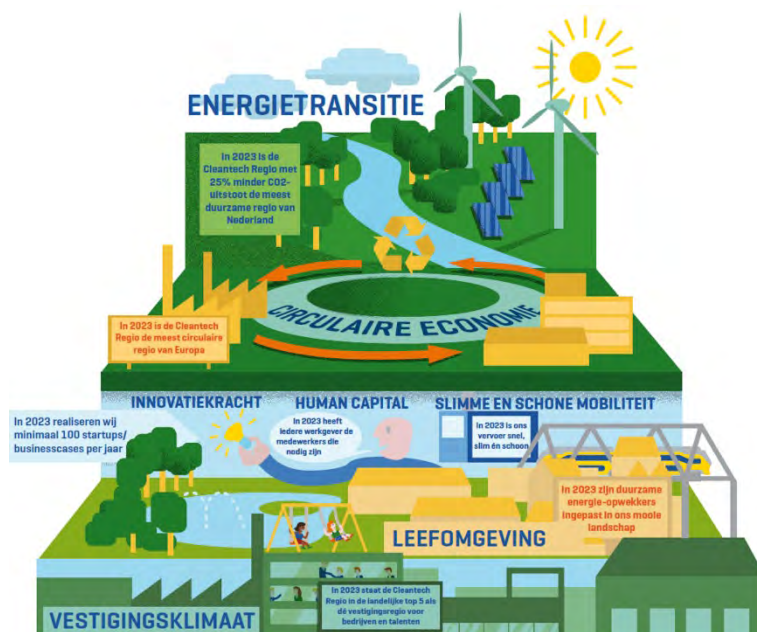 ENERGIETRANSITIE
In 2023 is de
Cleantech Regio met
25% minder CO2-
uitstoot de meest
duurzame regio van
Nederland
CIRCULAIRE ECONOMIE
In 2023 is de Cleantech
Regio de meest circulaire
regio van Europa
INNOVATIEKRACHT
HUMAN CAPITAL
SLIMME EN SCHONE MOBILITEIT
In 2023 realiseren wij
minimaal 100 startups/
businesscases per jaar
In 2023 heeft
iedere werkgever de
medewerkers die
nodig zijn
In 2023 is ons
vervoer snel,
slim én schoon
In 2023 zijn duurzame
energie-opwekkers
ingepast in ons mooie
landschap
LEEFOMGEVING
In 2023 staat de Cleantech
Regio in de landelijke top 5 als
dé vestigingsregio voor
bedrijven en talenten
VESTIGINGSKLIMAAT